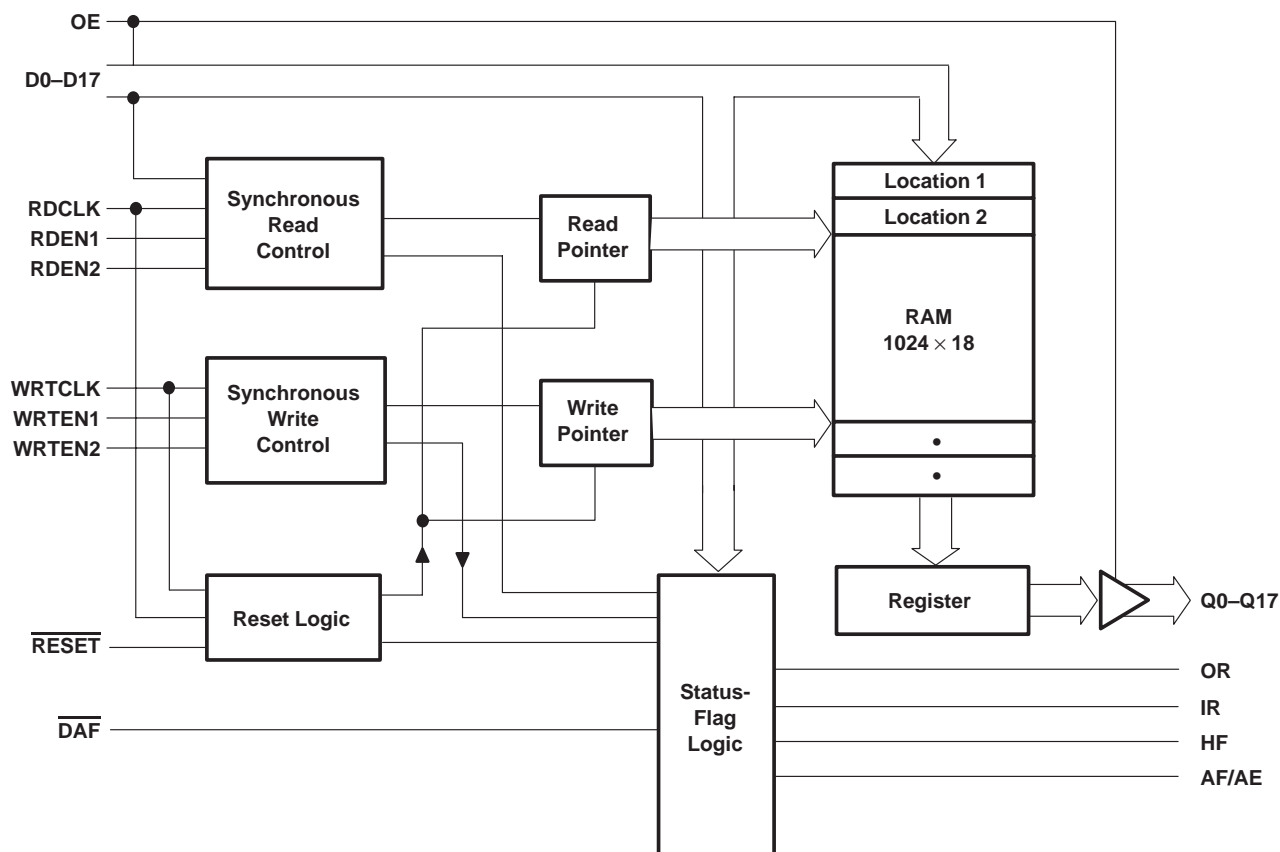 OE
D0–D17
RDCLK
RDEN1
RDEN2
Synchronous
Read
Control
Read
Pointer
Location 1
Location 2
RAM
1024 × 18
WRTCLK
WRTEN1
WRTEN2
Synchronous
Write
Control
Write
Pointer
RESET
Reset Logic
DAF
Status-
Flag
Logic
Register
Q0–Q17
OR
IR
HF
AF/AE